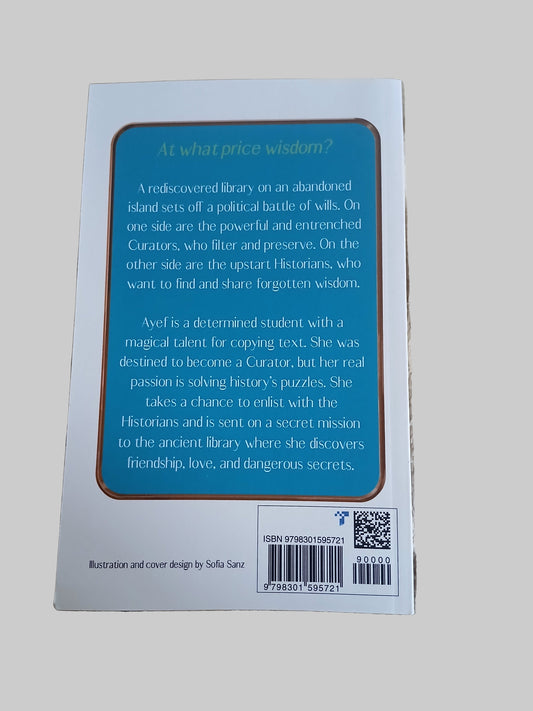 At what price wisdom?
A rediscovered library on an abandoned
island sets off a political battle of wills. On
one side are the powerful and entrenched
Curators, who filter and preserve. On the
other side are the upstart Historians, who
want to find and share forgotten wisdom.
Ayef is a determined student with a
magical talent for copying text. She was
destined to become a Curator, but her real
passion is solving history's puzzles. She
takes a chance to enlist with the
Historians and is sent on a secret mission
to the ancient library where she discovers
friendship, love, and dangerous secrets.
Illustration and cover design by Sofia Sanz
ISBN 9798301595721
90000
9 798301 595721